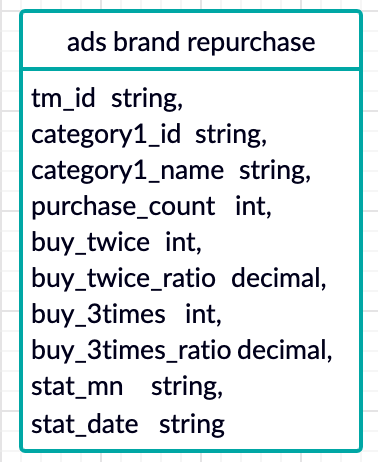 ads brand repurchase
tm_id string,
category1_id string,
category1_name string,
purchase_count int,
buy_twice int,
buy_twice_ratio decimal,
buy_3times int,
buy_3times_ratio decimal,
stat_mn string,
stat_date string